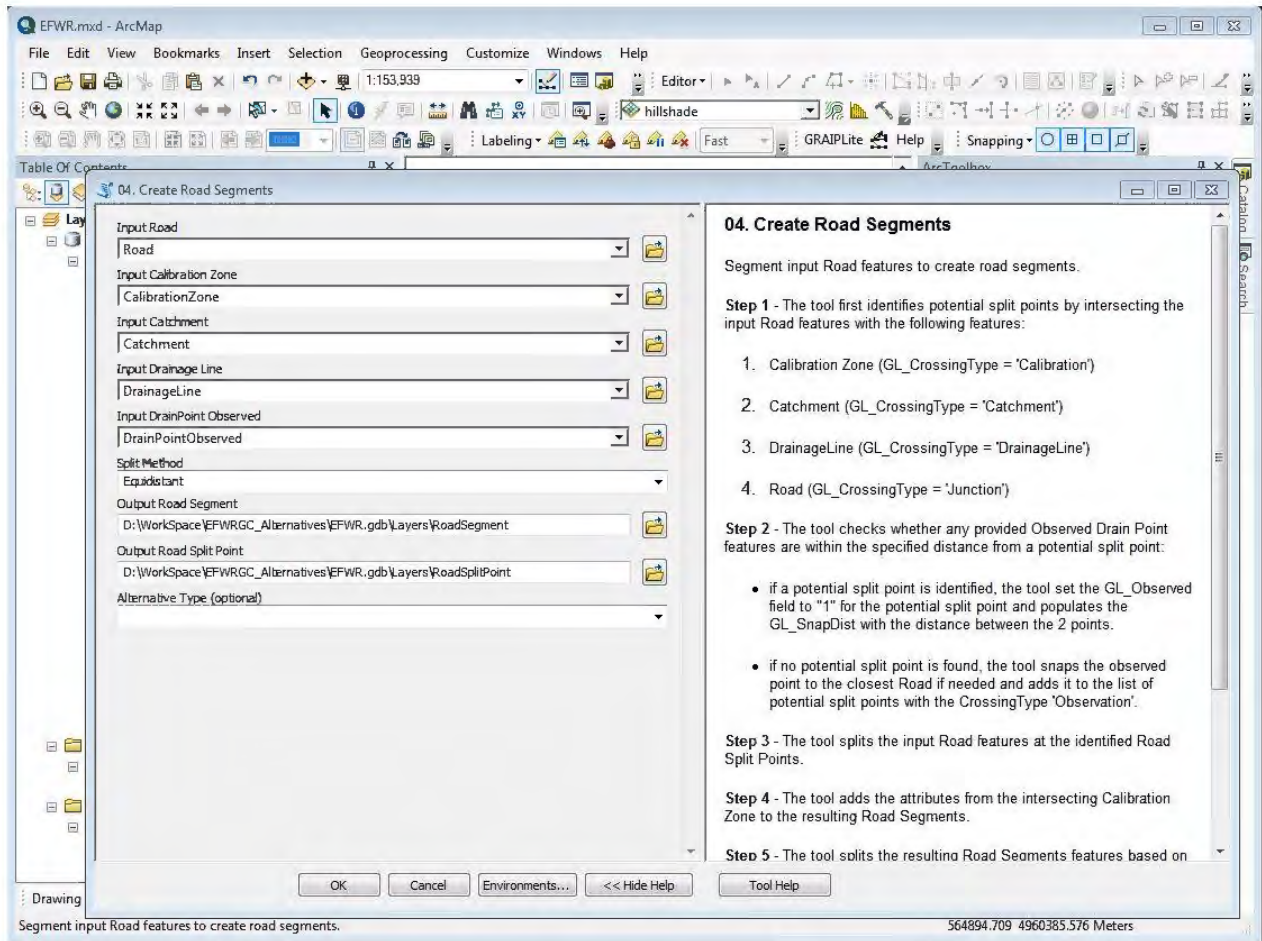 EFWR.mxd - ArcMap
File Edit View Bookmarks Insert Selection Geoprocessing Customize Windows Help
1:153,939 Editor
hillshade
Labeling Fast GRAIPLite Help Snapping
Table Of Contents ArcToolbox
Catalog
Search
Lay
04. Create Road Segments
Input Road
Road
Input Calibration Zone
CalibrationZone
Input Catchment
Catchment
Input Drainage Line
DrainageLine
Input DrainPoint Observed
DrainPointObserved
Split Method
Equidistant
Output Road Segment
D:\WorkSpace\EFWRGC_Alternatives\EFWR.gdb\Layers\RoadSegment
Output Road Split Point
D:\WorkSpace\EFWRGC_Alternatives\EFWR.gdb\Layers\RoadSplitPoint
Alternative Type (optional)
04. Create Road Segments
Segment input Road features to create road segments.
Step 1 - The tool first identifies potential split points by intersecting the
input Road features with the following features:
1. Calibration Zone (GL_CrossingType = 'Calibration')
2. Catchment (GL_CrossingType = 'Catchment')
3. DrainageLine (GL_CrossingType = 'DrainageLine')
4. Road (GL_CrossingType = 'Junction')
Step 2 - The tool checks whether any provided Observed Drain Point
features are within the specified distance from a potential split point:
• if a potential split point is identified, the tool set the GL_Observed
field to "1" for the potential split point and populates the
GL_SnapDist with the distance between the 2 points.
• if no potential split point is found, the tool snaps the observed
point to the closest Road if needed and adds it to the list of
potential split points with the CrossingType 'Observation'.
Step 3 - The tool splits the input Road features at the identified Road
Split Points.
Step 4 - The tool adds the attributes from the intersecting Calibration
Zone to the resulting Road Segments.
Step 5 - The tool splits the resulting Road Segments features based on
OK Cancel Environments... << Hide Help Tool Help
Drawing
Segment input Road features to create road segments. 564894.709 4960385.576 Meters